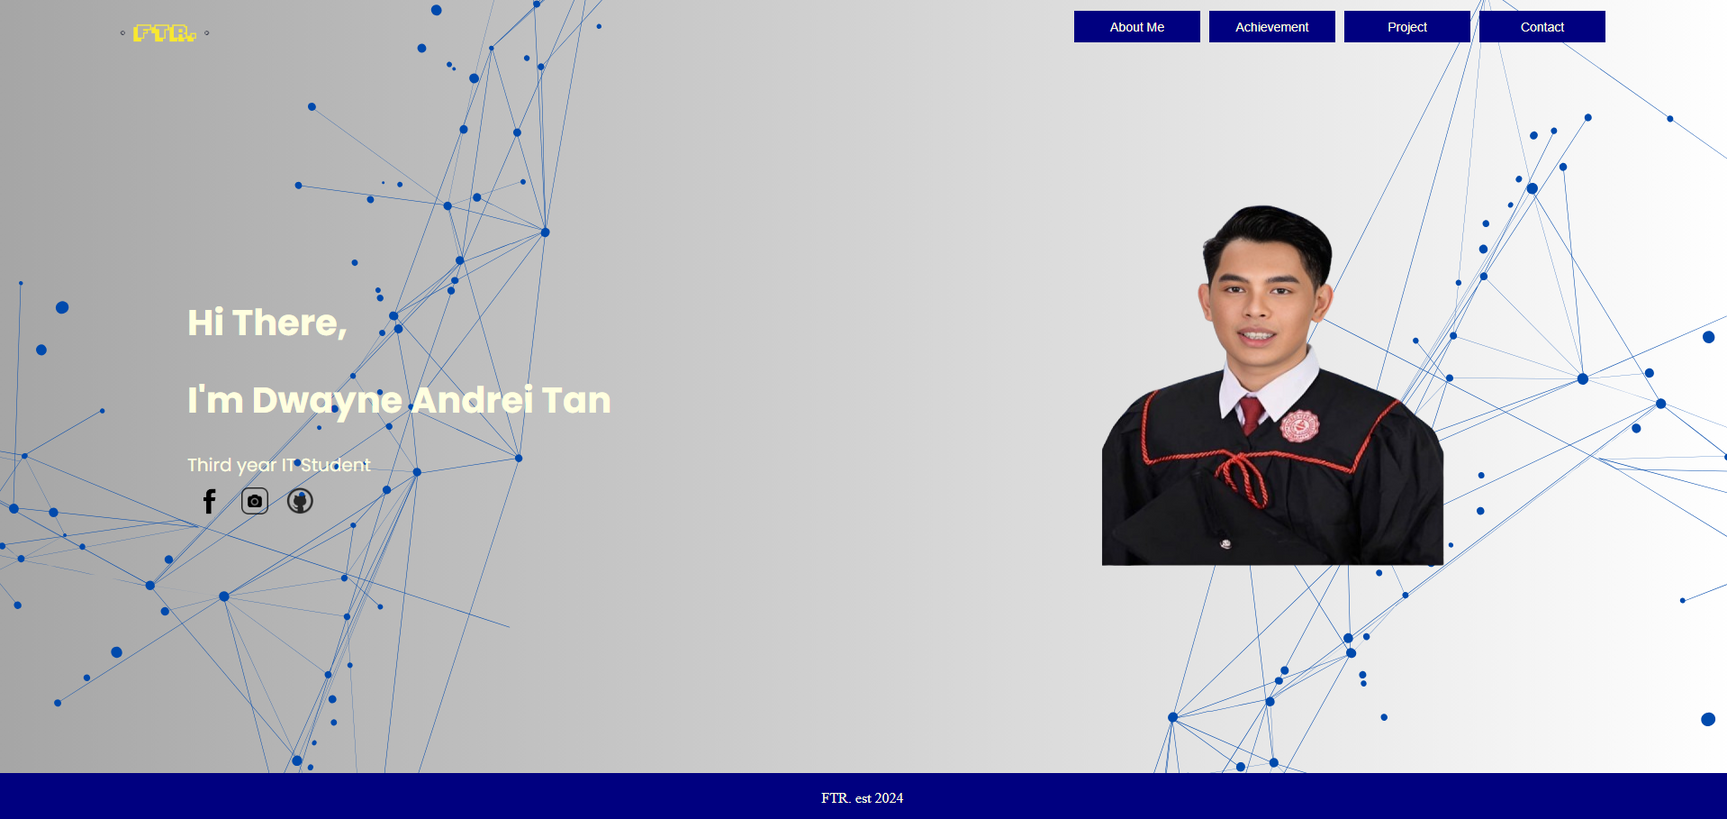 FTR.
About Me
Achievement
Project
Contact
Hi There,
I'm Dwayne Andrei Tan
Third year IT Student
FTR. est 2024